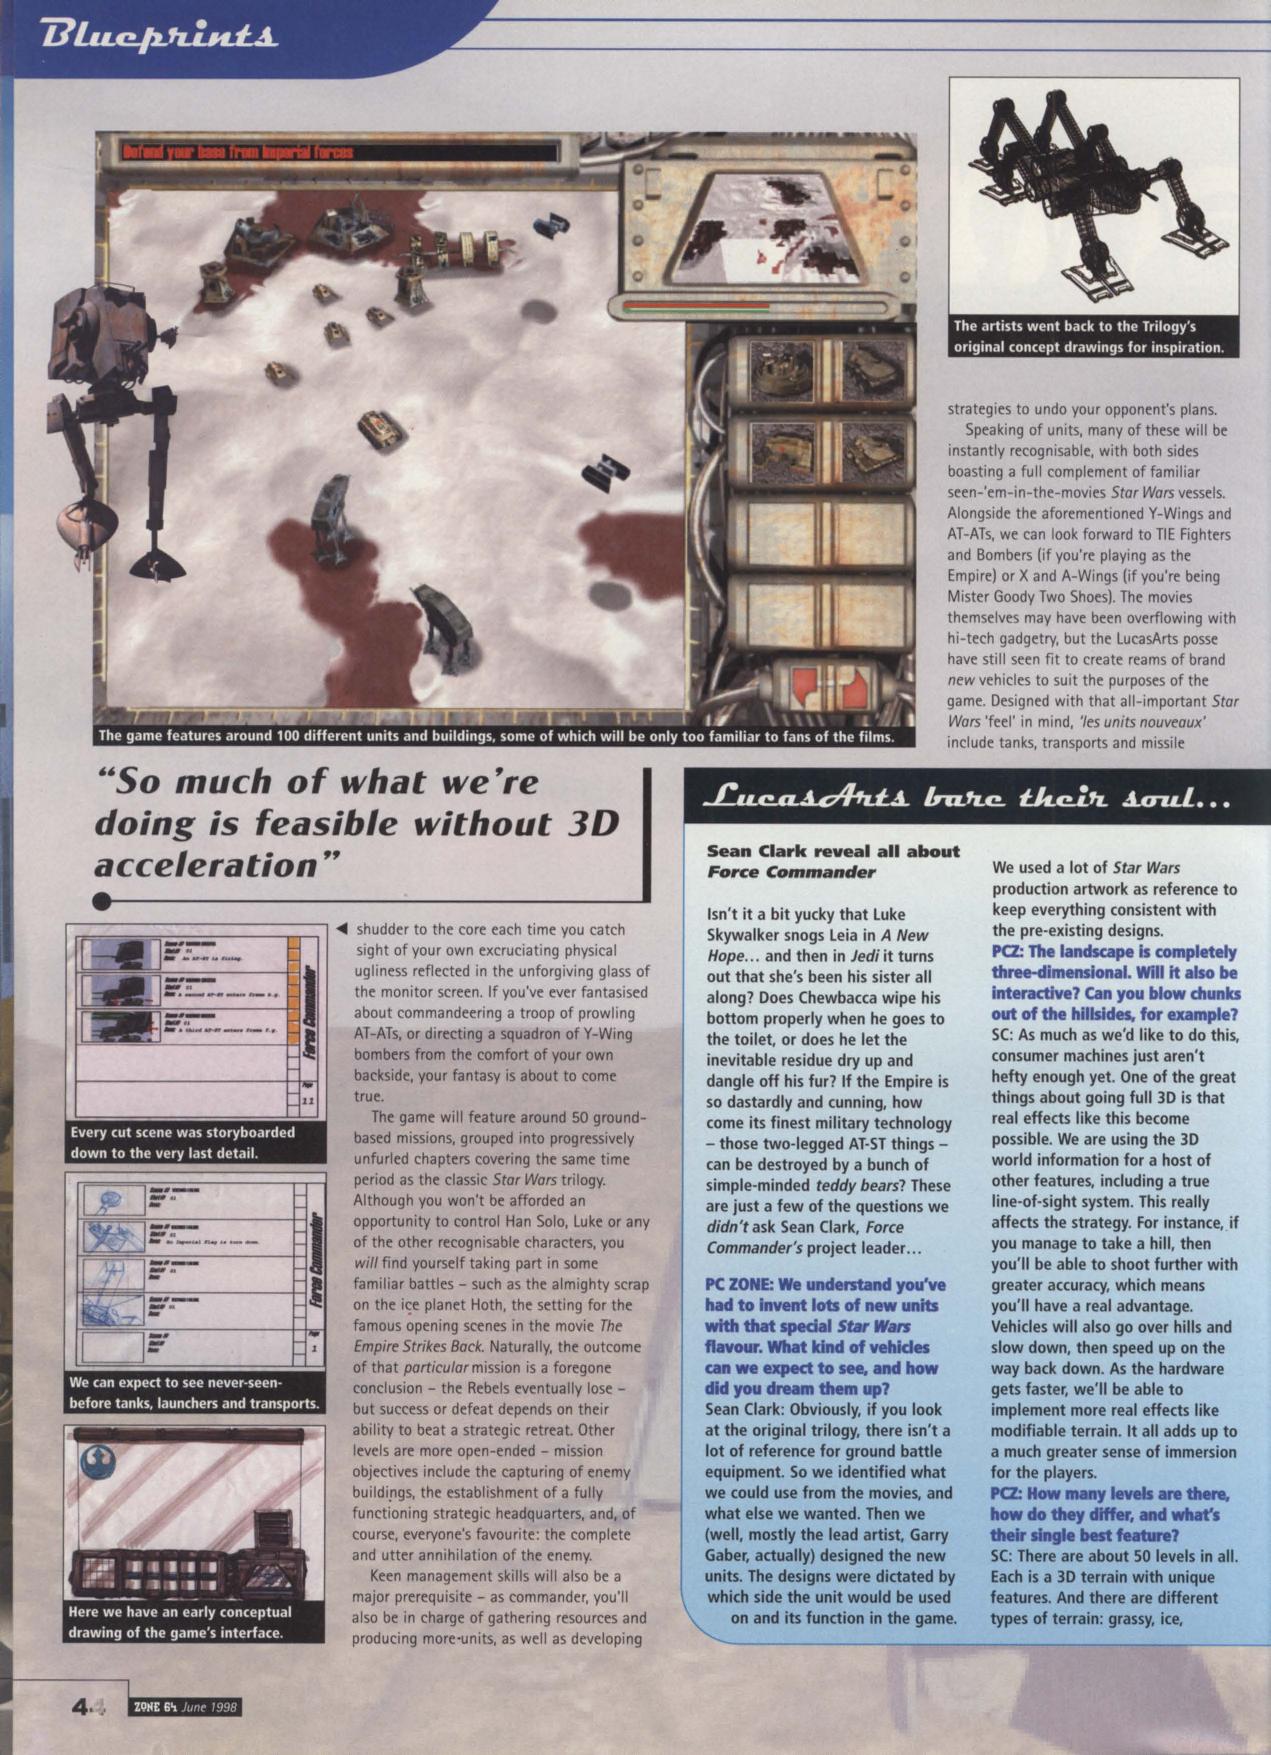 Blueprints
Defend your base from Imperial forces
The artists went back to the Trilogy's
original concept drawings for inspiration.
The game features around 100 different units and buildings, some of which will be only too familiar to fans of the films.
"So much of what we're
doing is feasible without 3D
acceleration"
Force Commander
Page
11
Every cut scene was storyboarded
down to the very last detail.
Force Commander
Page
1
We can expect to see never-seen-
before tanks, launchers and transports.
Here we have an early conceptual
drawing of the game's interface.
shudder to the core each time you catch
sight of your own excruciating physical
ugliness reflected in the unforgiving glass of
the monitor screen. If you've ever fantasised
about commandeering a troop of prowling
AT-ATs, or directing a squadron of Y-Wing
bombers from the comfort of your own
backside, your fantasy is about to come
true.
The game will feature around 50 ground-
based missions, grouped into progressively
unfurled chapters covering the same time
period as the classic Star Wars trilogy.
Although you won't be afforded an
opportunity to control Han Solo, Luke or any
of the other recognisable characters, you
will find yourself taking part in some
familiar battles – such as the almighty scrap
on the ice planet Hoth, the setting for the
famous opening scenes in the movie The
Empire Strikes Back. Naturally, the outcome
of that particular mission is a foregone
conclusion – the Rebels eventually lose –
but success or defeat depends on their
ability to beat a strategic retreat. Other
levels are more open-ended – mission
objectives include the capturing of enemy
buildings, the establishment of a fully
functioning strategic headquarters, and, of
course, everyone's favourite: the complete
and utter annihilation of the enemy.
Keen management skills will also be a
major prerequisite – as commander, you'll
also be in charge of gathering resources and
producing more-units, as well as developing
strategies to undo your opponent's plans.
Speaking of units, many of these will be
instantly recognisable, with both sides
boasting a full complement of familiar
seen-'em-in-the-movies Star Wars vessels.
Alongside the aforementioned Y-Wings and
AT-ATs, we can look forward to TIE Fighters
and Bombers (if you're playing as the
Empire) or X and A-Wings (if you're being
Mister Goody Two Shoes). The movies
themselves may have been overflowing with
hi-tech gadgetry, but the LucasArts posse
have still seen fit to create reams of brand
new vehicles to suit the purposes of the
game. Designed with that all-important Star
Wars 'feel' in mind, 'les units nouveaux'
include tanks, transports and missile
LucasArts bare their soul...
Sean Clark reveal all about
Force Commander
Isn't it a bit yucky that Luke
Skywalker snogs Leia in A New
Hope... and then in Jedi it turns
out that she's been his sister all
along? Does Chewbacca wipe his
bottom properly when he goes to
the toilet, or does he let the
inevitable residue dry up and
dangle off his fur? If the Empire is
so dastardly and cunning, how
come its finest military technology
– those two-legged AT-ST things –
can be destroyed by a bunch of
simple-minded teddy bears? These
are just a few of the questions we
didn't ask Sean Clark, Force
Commander's project leader...
PC ZONE: We understand you've
had to invent lots of new units
with that special Star Wars
flavour. What kind of vehicles
can we expect to see, and how
did you dream them up?
Sean Clark: Obviously, if you look
at the original trilogy, there isn't a
lot of reference for ground battle
equipment. So we identified what
we could use from the movies, and
what else we wanted. Then we
(well, mostly the lead artist, Garry
Gaber, actually) designed the new
units. The designs were dictated by
which side the unit would be used
on and its function in the game.
We used a lot of Star Wars
production artwork as reference to
keep everything consistent with
the pre-existing designs.
PCZ: The landscape is completely
three-dimensional. Will it also be
interactive? Can you blow chunks
out of the hillsides, for example?
SC: As much as we'd like to do this,
consumer machines just aren't
hefty enough yet. One of the great
things about going full 3D is that
real effects like this become
possible. We are using the 3D
world information for a host of
other features, including a true
line-of-sight system. This really
affects the strategy. For instance, if
you manage to take a hill, then
you'll be able to shoot further with
greater accuracy, which means
you'll have a real advantage.
Vehicles will also go over hills and
slow down, then speed up on the
way back down. As the hardware
gets faster, we'll be able to
implement more real effects like
modifiable terrain. It all adds up to
a much greater sense of immersion
for the players.
PCZ: How many levels are there,
how do they differ, and what's
their single best feature?
SC: There are about 50 levels in all.
Each is a 3D terrain with unique
features. And there are different
types of terrain: grassy, ice,
44
ZONE 64 June 1998